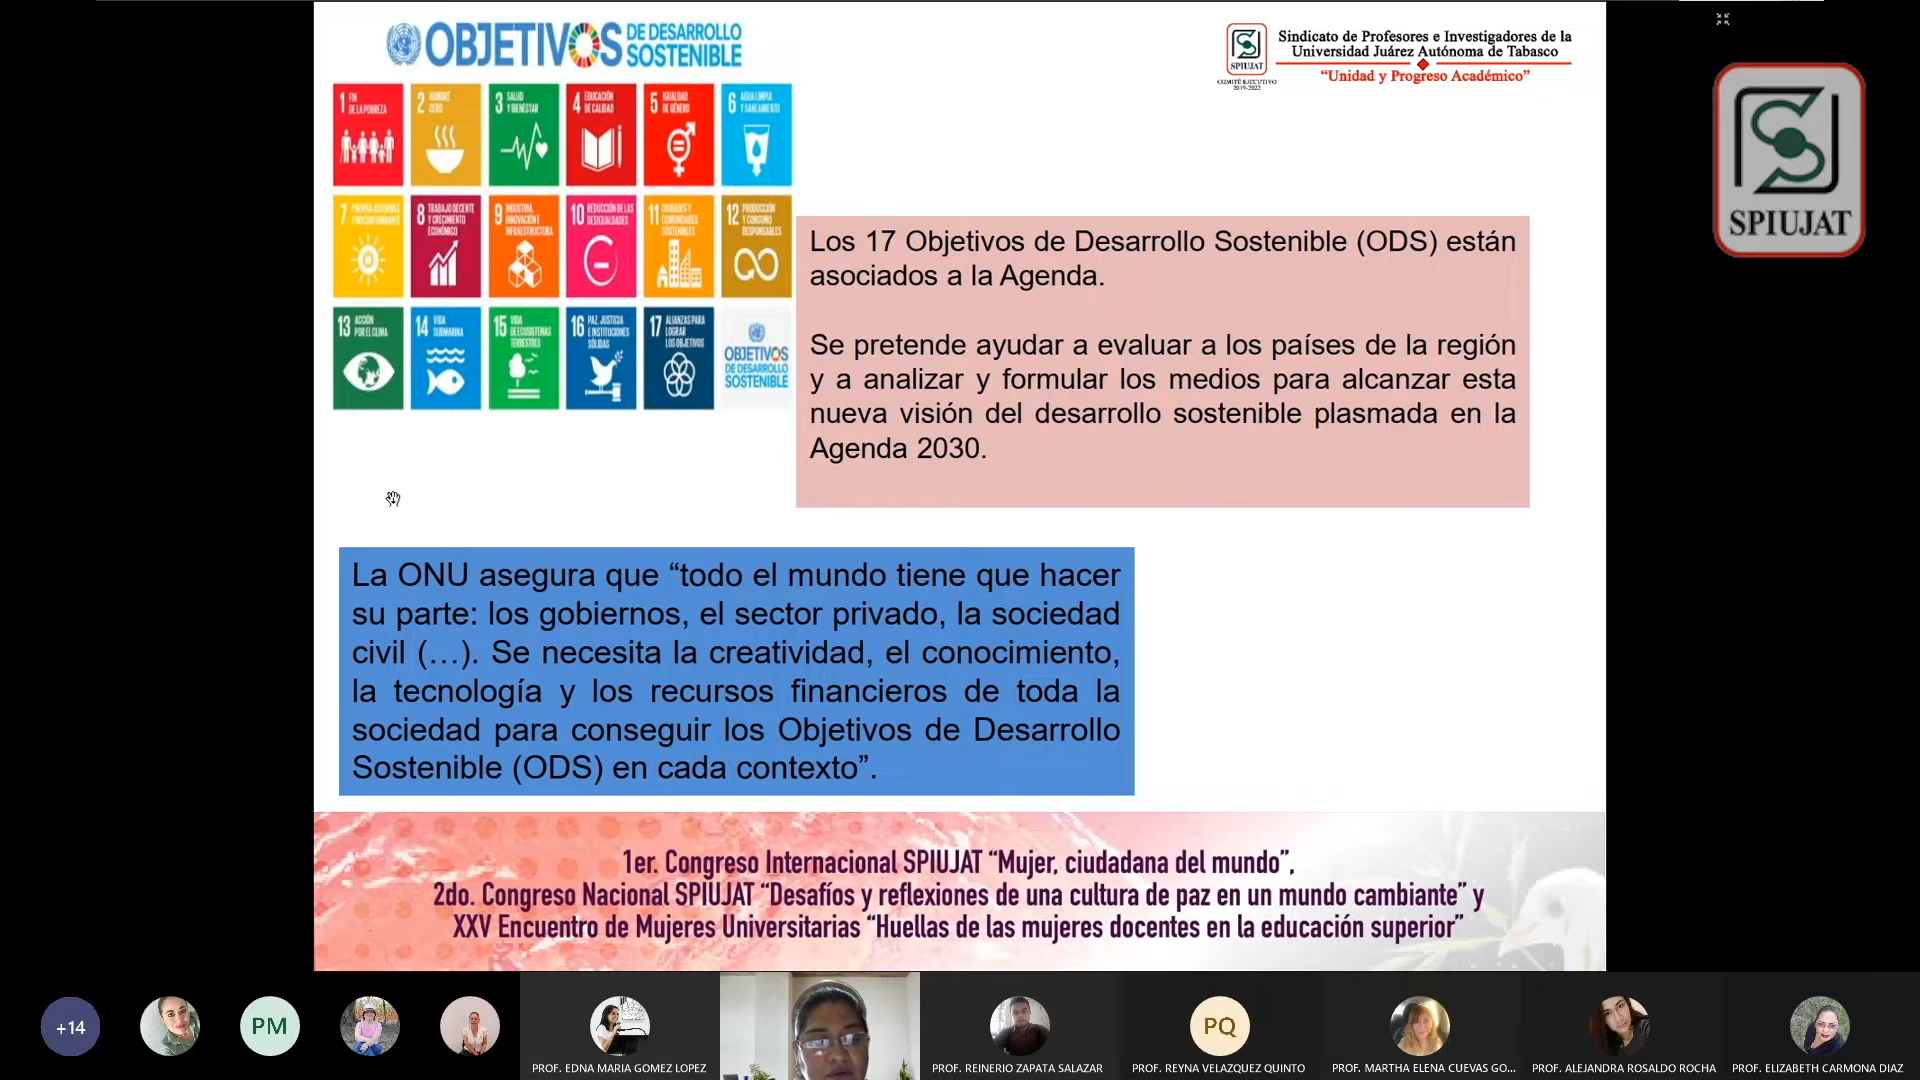 OBJETIVOS DE DESARROLLO SOSTENIBLE
Sindicato de Profesores e Investigadores de la
Universidad Juárez Autónoma de Tabasco
“Unidad y Progreso Académico”
SPIUJAT
COMITÉ EJECUTIVO
2019-2022
SPIUJAT
1 FIN DE LA POBREZA
2 HAMBRE CERO
3 SALUD Y BIENESTAR
4 EDUCACIÓN DE CALIDAD
5 IGUALDAD DE GÉNERO
6 AGUA LIMPIA Y SANEAMIENTO
7
8 TRABAJO DECENTE Y CRECIMIENTO ECONÓMICO
9 INDUSTRIA, INNOVACIÓN E INFRAESTRUCTURA
10 REDUCCIÓN DE LAS DESIGUALDADES
11 CIUDADES Y COMUNIDADES SOSTENIBLES
12 PRODUCCIÓN Y CONSUMO RESPONSABLES
13 ACCIÓN POR EL CLIMA
14 VIDA SUBMARINA
15 VIDA DE ECOSISTEMAS TERRESTRES
16 PAZ, JUSTICIA E INSTITUCIONES SÓLIDAS
17 ALIANZAS PARA LOGRAR LOS OBJETIVOS
OBJETIVOS
DE DESARROLLO
SOSTENIBLE
Los 17 Objetivos de Desarrollo Sostenible (ODS) están
asociados a la Agenda.
Se pretende ayudar a evaluar a los países de la región
y a analizar y formular los medios para alcanzar esta
nueva visión del desarrollo sostenible plasmada en la
Agenda 2030.
La ONU asegura que “todo el mundo tiene que hacer
su parte: los gobiernos, el sector privado, la sociedad
civil (…). Se necesita la creatividad, el conocimiento,
la tecnología y los recursos financieros de toda la
sociedad para conseguir los Objetivos de Desarrollo
Sostenible (ODS) en cada contexto”.
1er. Congreso Internacional SPIUJAT “Mujer, ciudadana del mundo”,
2do. Congreso Nacional SPIUJAT “Desafíos y reflexiones de una cultura de paz en un mundo cambiante” y
XXV Encuentro de Mujeres Universitarias “Huellas de las mujeres docentes en la educación superior”
+14
PM
PQ
PROF. EDNA MARIA GOMEZ LOPEZ
PROF. REINERIO ZAPATA SALAZAR
PROF. REYNA VELAZQUEZ QUINTO
PROF. MARTHA ELENA CUEVAS GO...
PROF. ALEJANDRA ROSALDO ROCHA
PROF. ELIZABETH CARMONA DIAZ